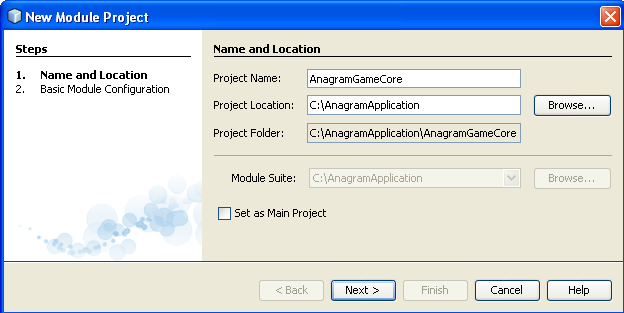 New Module Project
Steps
1. Name and Location
2. Basic Module Configuration
Name and Location
Project Name: AnagramGameCore
Project Location: C:\AnagramApplication Browse...
Project Folder: C:\AnagramApplication\AnagramGameCore
Module Suite: C:\AnagramApplication Browse...
Set as Main Project
< Back Next > Finish Cancel Help